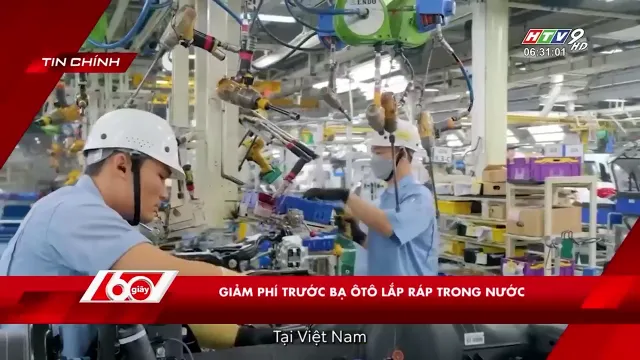 TIN CHÍNH
HTV9
HD
06:31:01
60
giây
GIẢM PHÍ TRƯỚC BẠ ÔTÔ LẮP RÁP TRONG NƯỚC
Tại Việt Nam